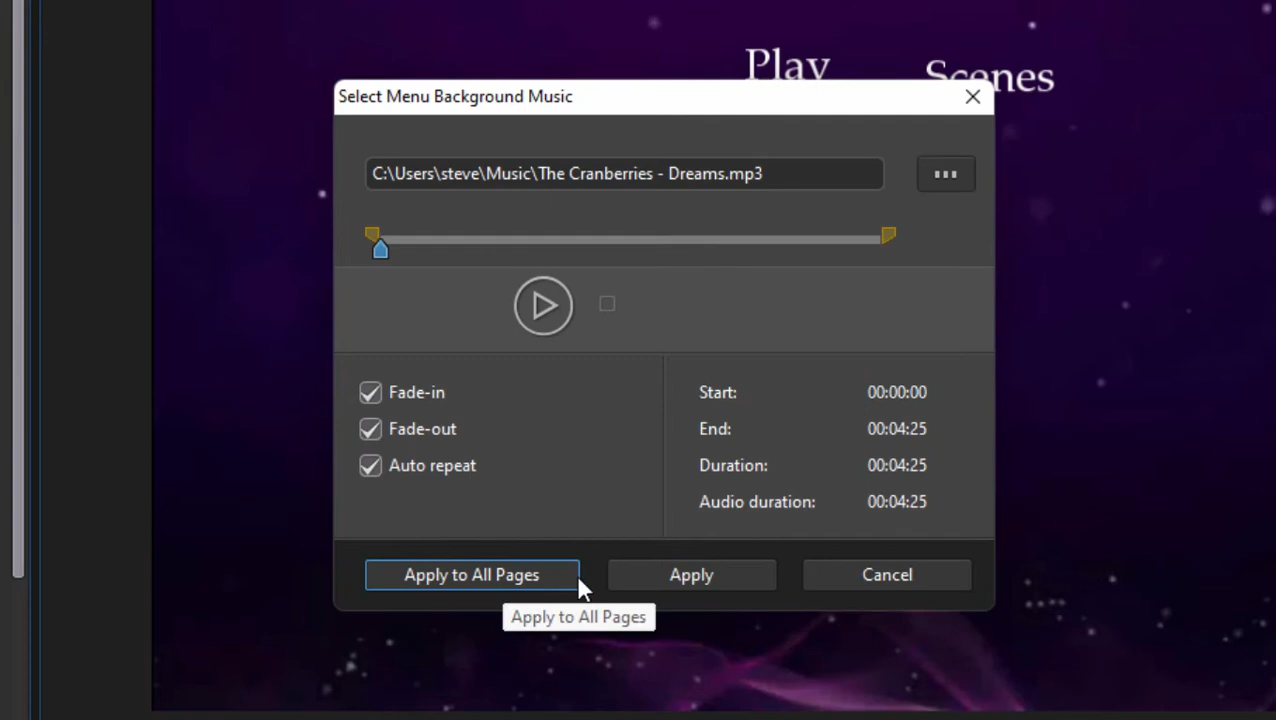 Play
Scenes
Select Menu Background Music
C:\Users\steve\Music\The Cranberries - Dreams.mp3
Fade-in
Fade-out
Auto repeat
Start: 00:00:00
End: 00:04:25
Duration: 00:04:25
Audio duration: 00:04:25
Apply to All Pages
Apply
Cancel
Apply to All Pages